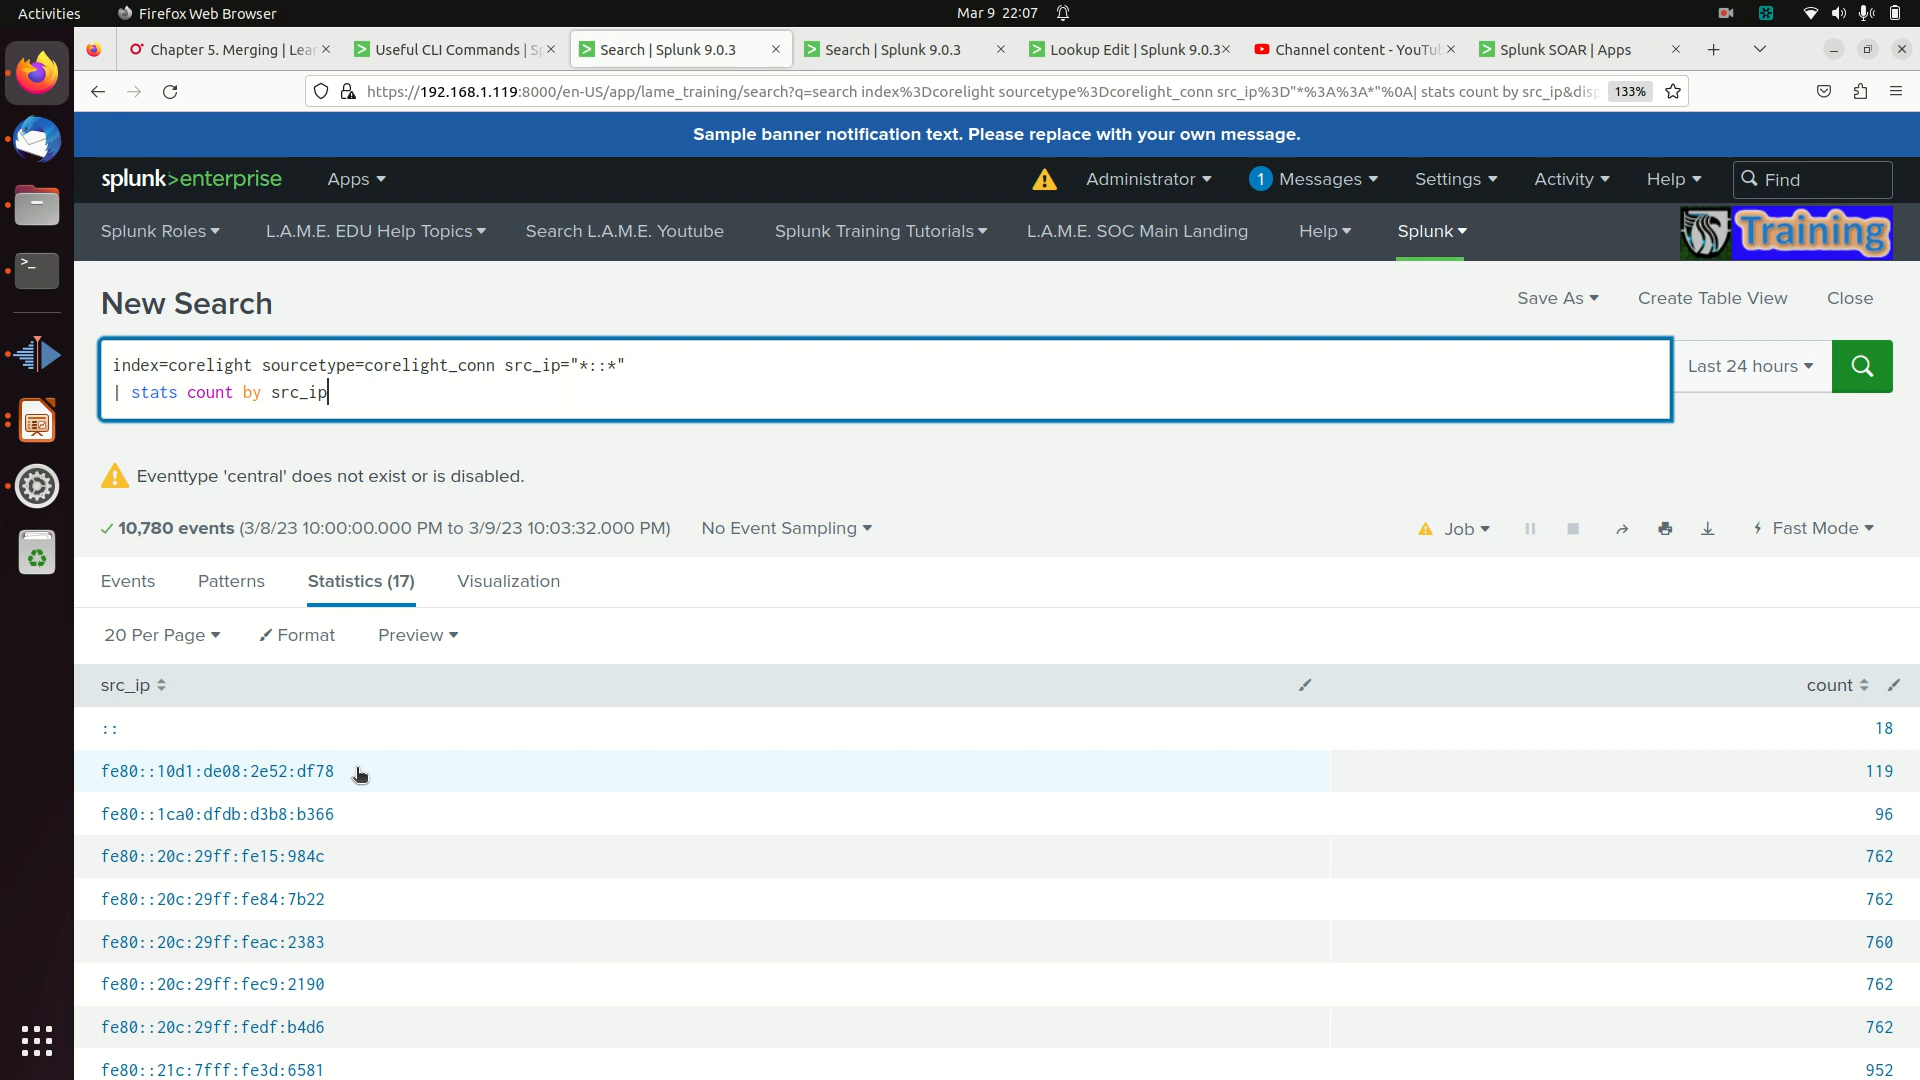 Activities Firefox Web Browser Mar 9 22:07
Chapter 5. Merging | Lear Useful CLI Commands | Sp Search | Splunk 9.0.3 Search | Splunk 9.0.3 Lookup Edit | Splunk 9.0.3 Channel content - YouTub Splunk SOAR | Apps
https://192.168.1.119:8000/en-US/app/lame_training/search?q=search index%3Dcorelight sourcetype%3Dcorelight_conn src_ip%3D"*%3A%3A*"%0A| stats count by src_ip&disp 133%
Sample banner notification text. Please replace with your own message.
splunk>enterprise Apps Administrator 1 Messages Settings Activity Help Find
Splunk Roles L.A.M.E. EDU Help Topics Search L.A.M.E. Youtube Splunk Training Tutorials L.A.M.E. SOC Main Landing Help Splunk Training
New Search Save As Create Table View Close
index=corelight sourcetype=corelight_conn src_ip="*::*" Last 24 hours
| stats count by src_ip
Eventtype 'central' does not exist or is disabled.
10,780 events (3/8/23 10:00:00.000 PM to 3/9/23 10:03:32.000 PM) No Event Sampling Job Fast Mode
Events Patterns Statistics (17) Visualization
20 Per Page Format Preview
src_ip count
:: 18
fe80::10d1:de08:2e52:df78 119
fe80::1ca0:dfdb:d3b8:b366 96
fe80::20c:29ff:fe15:984c 762
fe80::20c:29ff:fe84:7b22 762
fe80::20c:29ff:feac:2383 760
fe80::20c:29ff:fec9:2190 762
fe80::20c:29ff:fedf:b4d6 762
fe80::21c:7fff:fe3d:6581 952